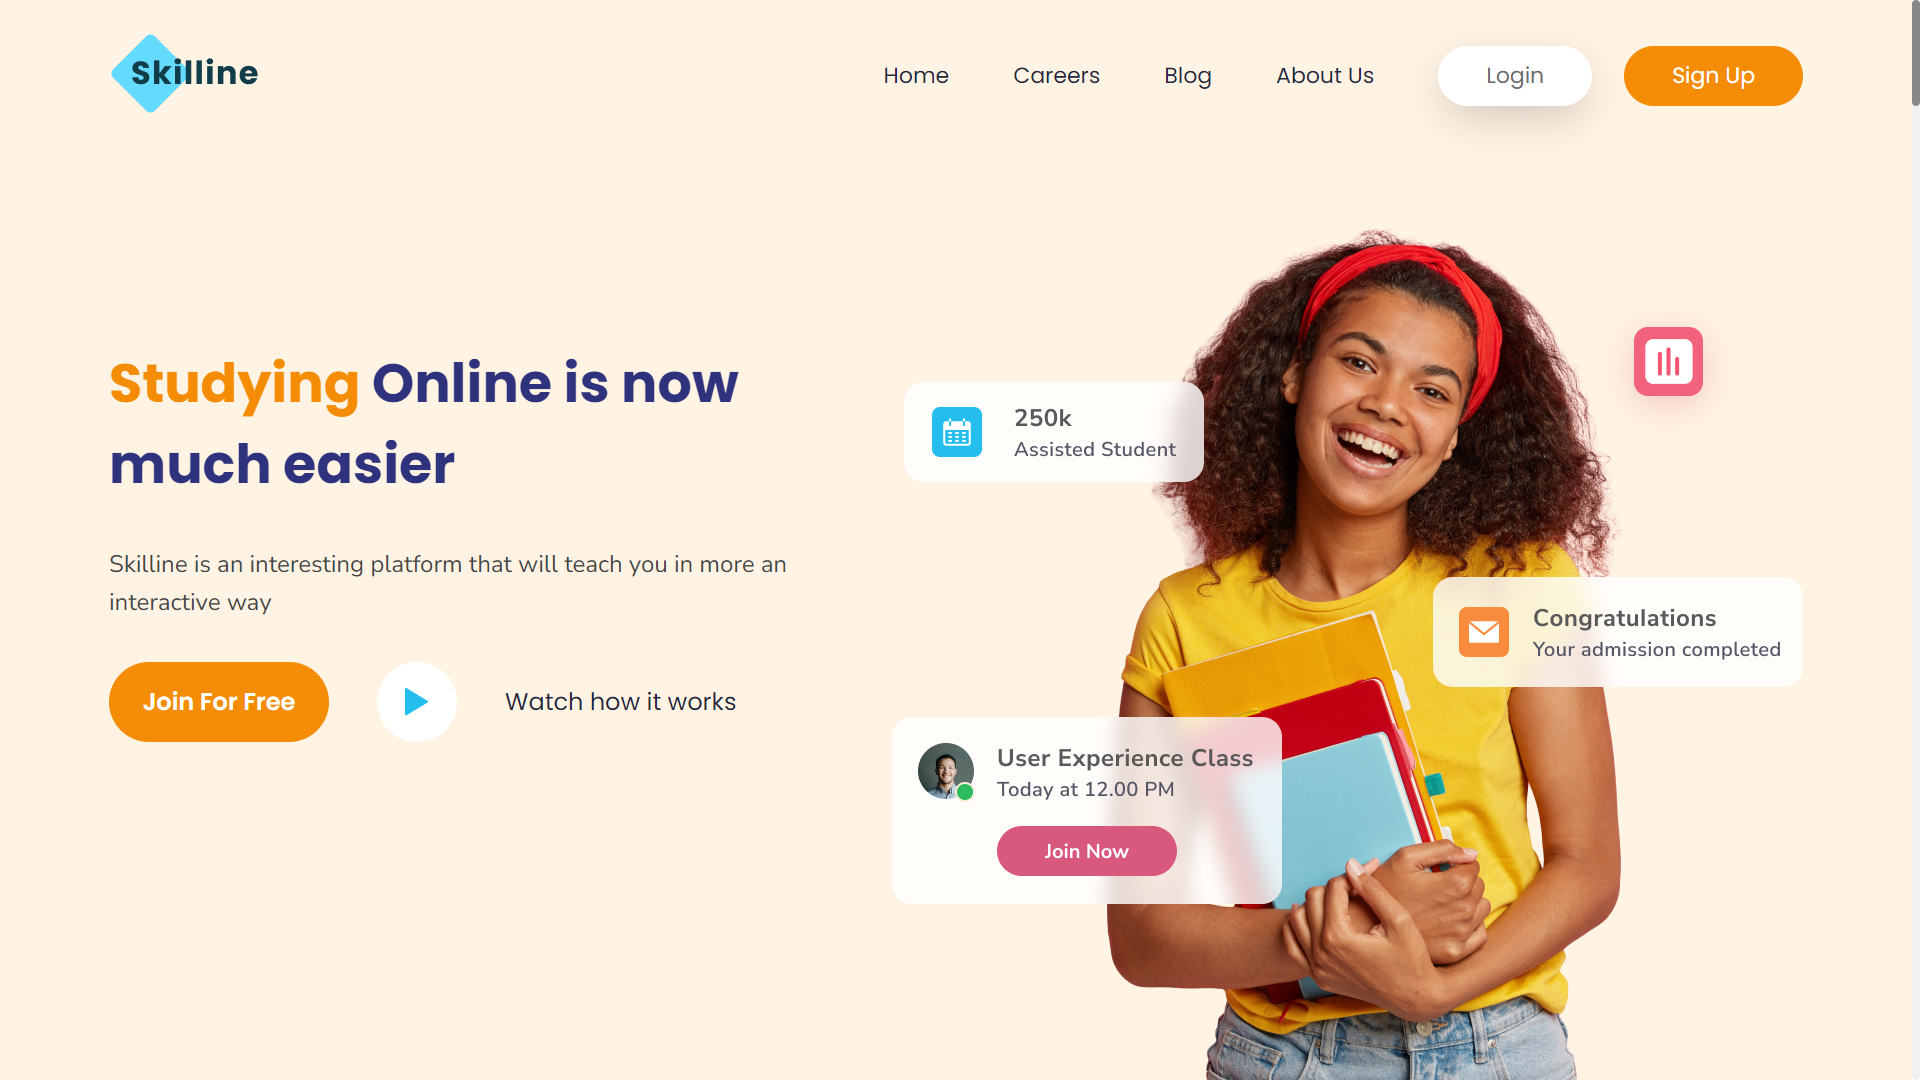 Skilline
Home
Careers
Blog
About Us
Login
Sign Up
Studying Online is now
much easier
Skilline is an interesting platform that will teach you in more an
interactive way
Join For Free
Watch how it works
250k
Assisted Student
Congratulations
Your admission completed
User Experience Class
Today at 12.00 PM
Join Now